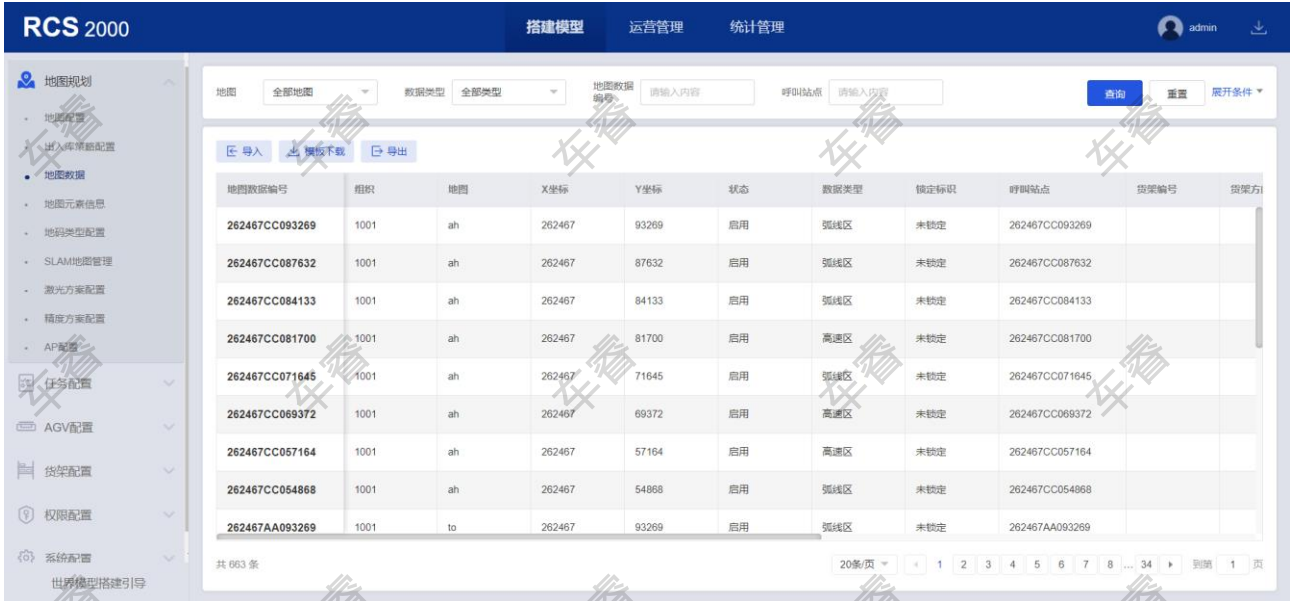 RCS 2000 搭建模型 运营管理 统计管理 admin
地图规划
地图配置
出入库策略配置
地图数据
地图元素信息
地码类型配置
SLAM地图管理
激光方案配置
精度方案配置
AP配置
任务配置
AGV配置
货架配置
权限配置
系统配置
世界模型搭建引导
地图 全部地图 数据类型 全部类型 地图数据编号 请输入内容 呼叫站点 请输入内容 查询 重置 展开条件
导入 模板下载 导出
地图数据编号 组织 地图 X坐标 Y坐标 状态 数据类型 锁定标识 呼叫站点 货架编号 货架方
262467CC093269 1001 ah 262467 93269 启用 弧线区 未锁定 262467CC093269
262467CC087632 1001 ah 262467 87632 启用 弧线区 未锁定 262467CC087632
262467CC084133 1001 ah 262467 84133 启用 弧线区 未锁定 262467CC084133
262467CC081700 1001 ah 262467 81700 启用 高速区 未锁定 262467CC081700
262467CC071645 1001 ah 262467 71645 启用 弧线区 未锁定 262467CC071645
262467CC069372 1001 ah 262467 69372 启用 高速区 未锁定 262467CC069372
262467CC057164 1001 ah 262467 57164 启用 高速区 未锁定 262467CC057164
262467CC054868 1001 ah 262467 54868 启用 弧线区 未锁定 262467CC054868
262467AA093269 1001 to 262467 93269 启用 弧线区 未锁定 262467AA093269
共 663 条 20条/页 1 2 3 4 5 6 7 8 ... 34 到第 1 页
车睿